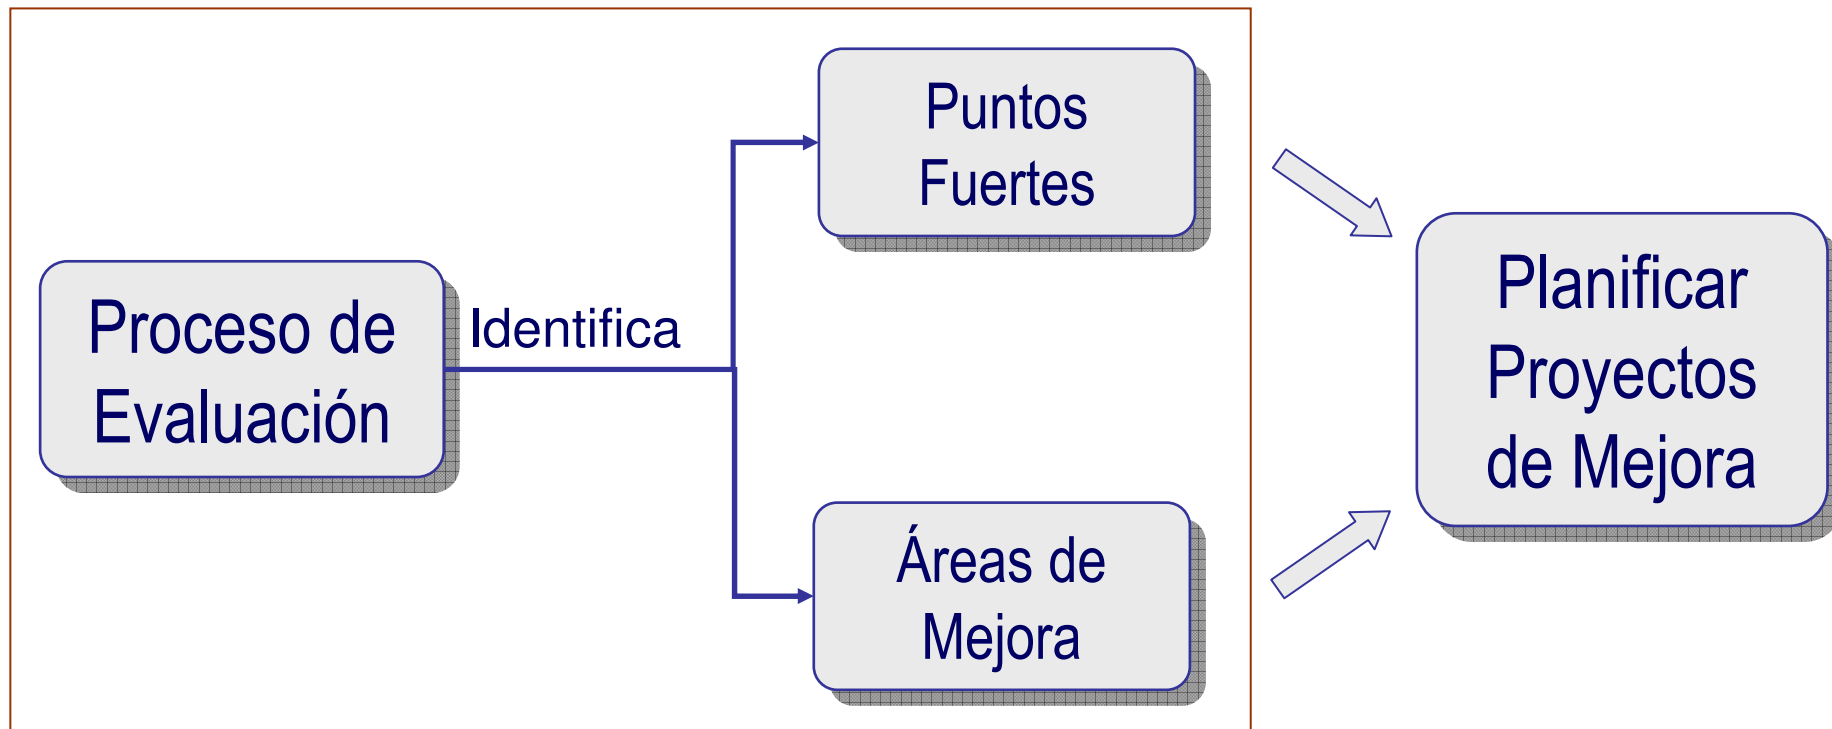 Proceso de
Evaluación
Identifica
Puntos
Fuertes
Áreas de
Mejora
Planificar
Proyectos
de Mejora